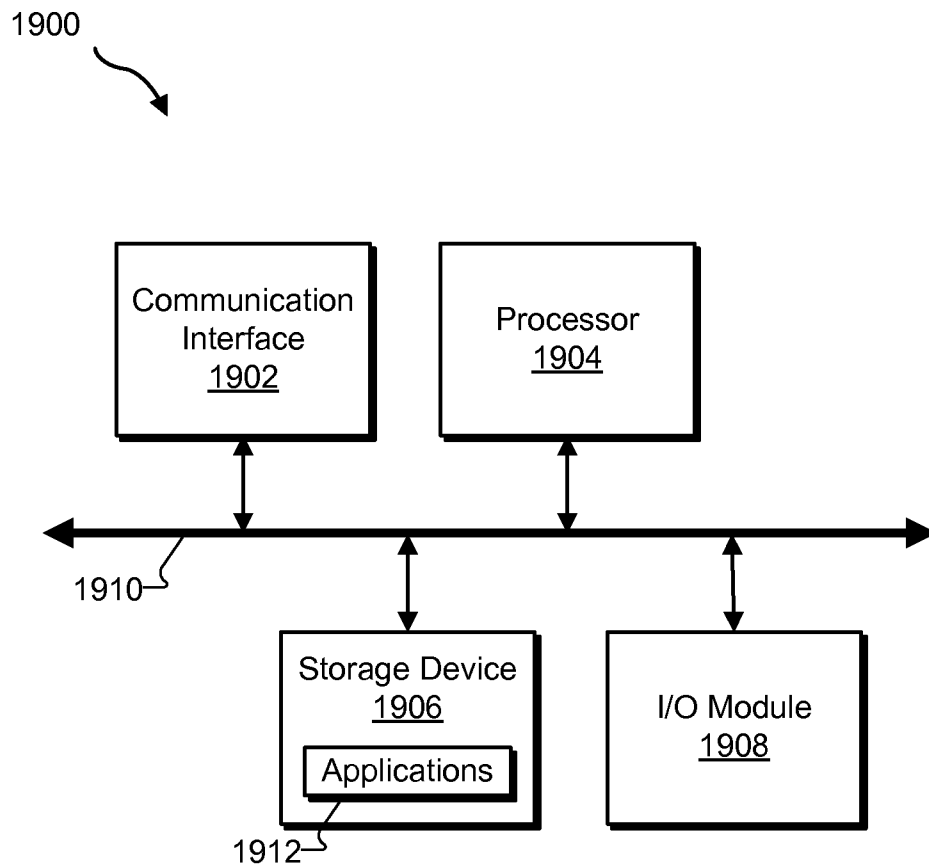 1900
Communication
Interface
1902
Processor
1904
1910
Storage Device
1906
Applications
1912
I/O Module
1908